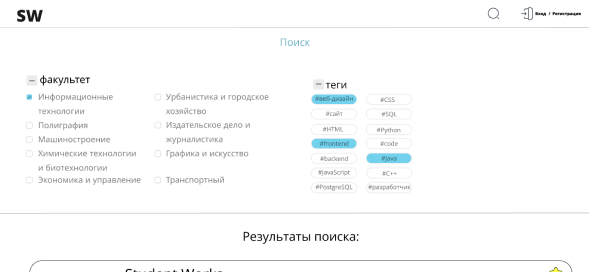 SW
Вход / Регистрация
Поиск
факультет
Информационные
технологии
Полиграфия
Машиностроение
Химические технологии
и биотехнологии
Экономика и управление
Урбанистика и городское
хозяйство
Издательское дело и
журналистика
Графика и искусство
Транспортный
теги
#веб-дизайн
#CSS
#сайт
#SQL
#HTML
#Python
#frontend
#code
#backend
#Java
#JavaScript
#C++
#PostgreSQL
#разработчик
Результаты поиска:
Student Works